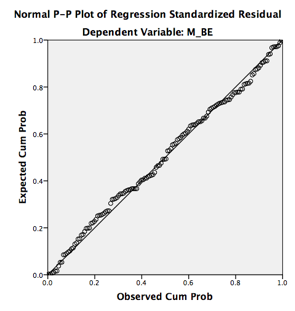 Normal P-P Plot of Regression Standardized Residual
Dependent Variable: M_BE
1.0
0.8
0.6
0.4
0.2
0.0
Expected Cum Prob
0.0 0.2 0.4 0.6 0.8 1.0
Observed Cum Prob